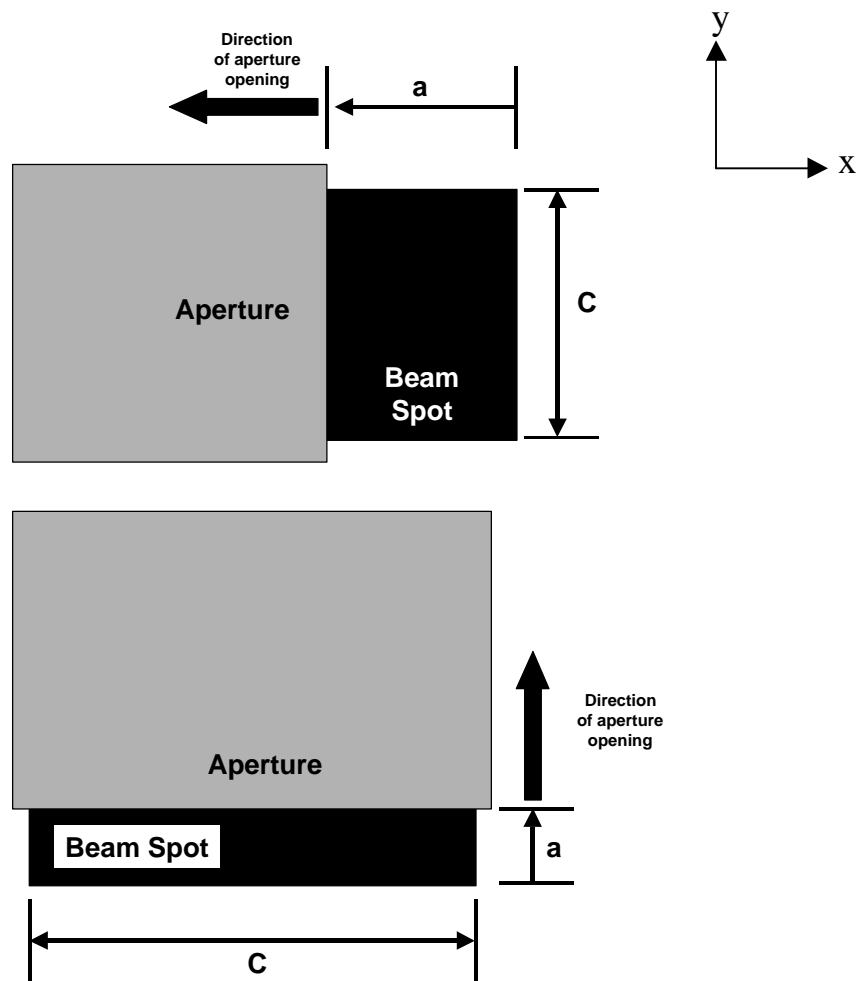 Direction
of aperture
opening
a
y
x
Aperture
C
Beam
Spot
Aperture
Direction
of aperture
opening
Beam Spot
a
C